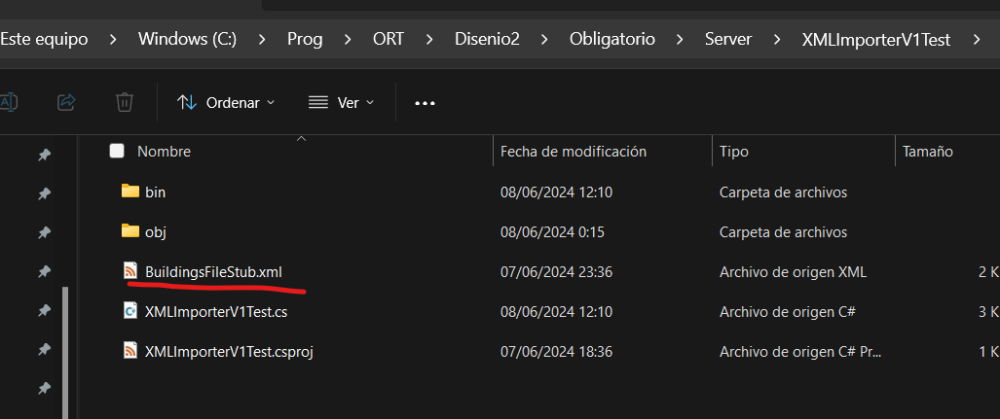 Este equipo > Windows (C:) > Prog > ORT > Disenio2 > Obligatorio > Server > XMLImporterV1Test >
Ordenar Ver ...
Nombre Fecha de modificación Tipo Tamaño
bin 08/06/2024 12:10 Carpeta de archivos
obj 08/06/2024 0:15 Carpeta de archivos
BuildingsFileStub.xml 07/06/2024 23:36 Archivo de origen XML 2 K
XMLImporterV1Test.cs 08/06/2024 12:10 Archivo de origen C# 3 K
XMLImporterV1Test.csproj 07/06/2024 18:36 Archivo de origen C# Pr... 1 K